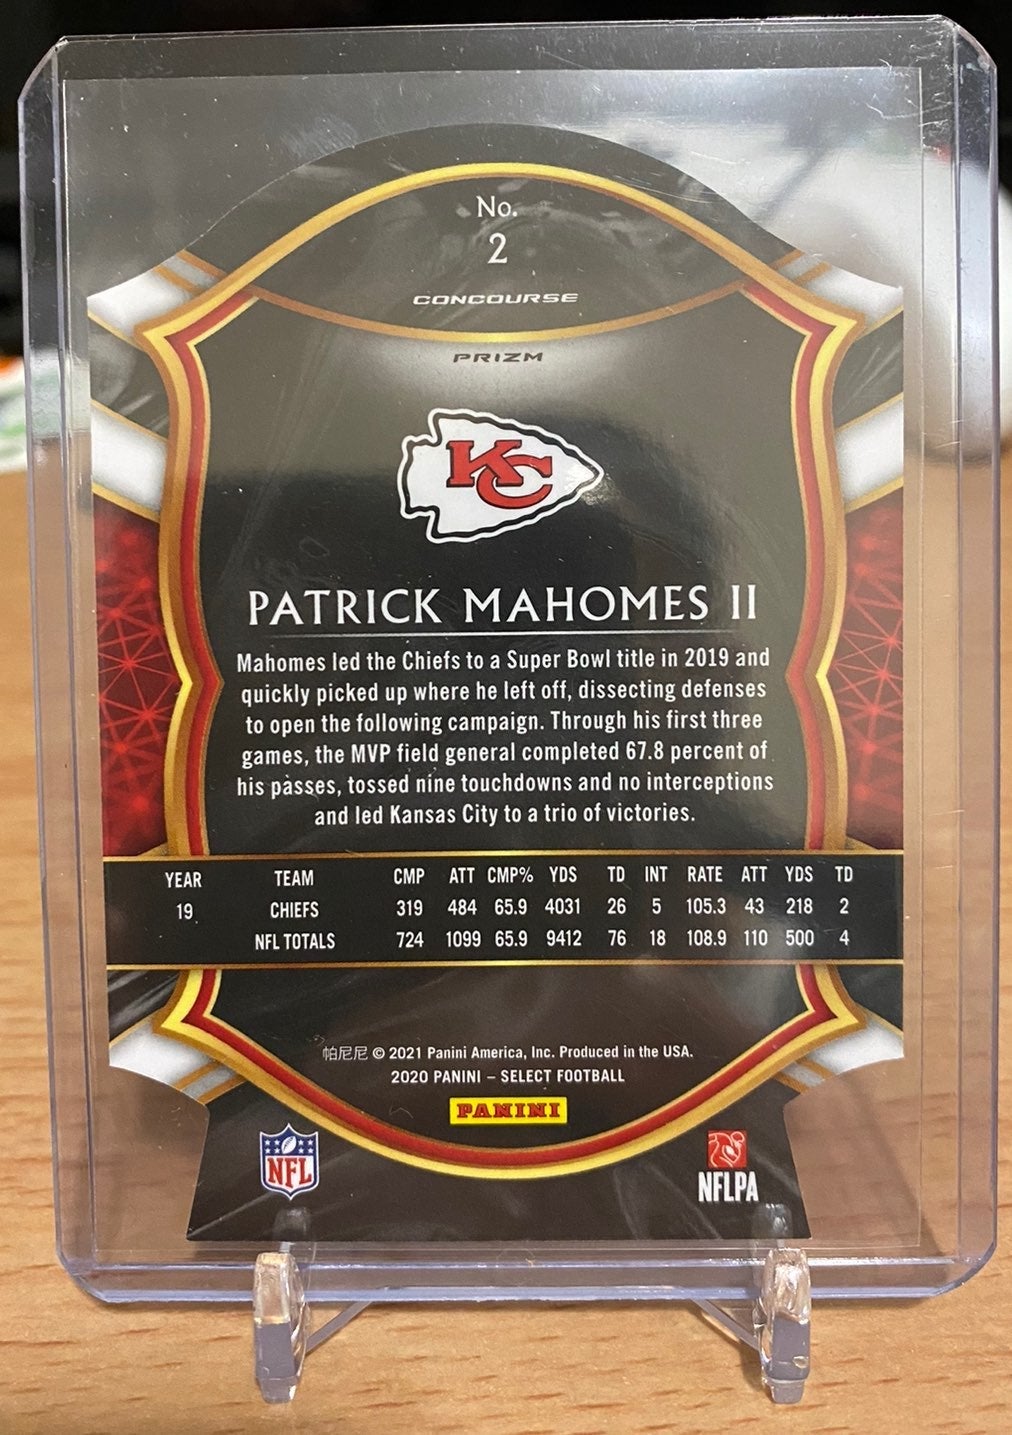 No.
2
CONCOURSE
PRIZM
KC
PATRICK MAHOMES II
Mahomes led the Chiefs to a Super Bowl title in 2019 and
quickly picked up where he left off, dissecting defenses
to open the following campaign. Through his first three
games, the MVP field general completed 67.8 percent of
his passes, tossed nine touchdowns and no interceptions
and led Kansas City to a trio of victories.
YEAR TEAM CMP ATT CMP% YDS TD INT RATE ATT YDS TD
19 CHIEFS 319 484 65.9 4031 26 5 105.3 43 218 2
NFL TOTALS 724 1099 65.9 9412 76 18 108.9 110 500 4
帕尼尼 © 2021 Panini America, Inc. Produced in the USA.
2020 PANINI – SELECT FOOTBALL
PANINI
NFL
NFLPA